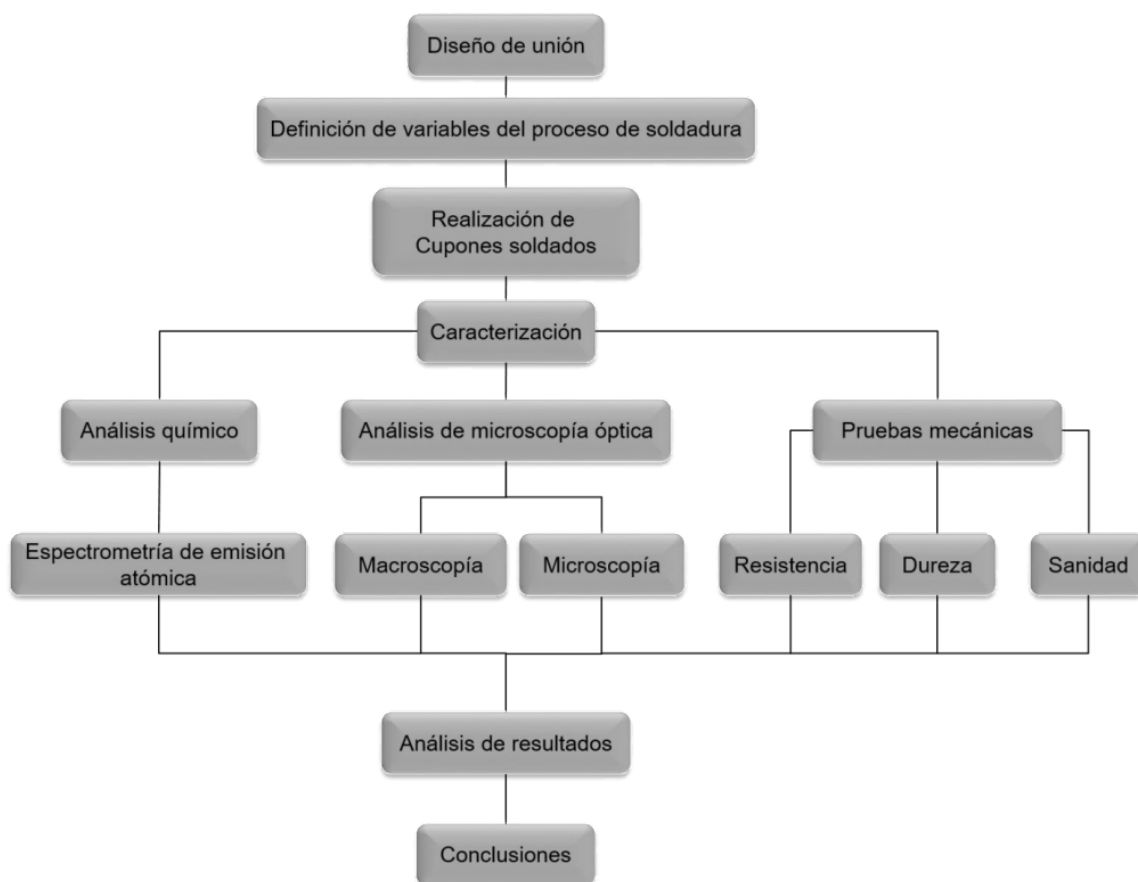 Diseño de unión
Definición de variables del proceso de soldadura
Realización de
Cupones soldados
Caracterización
Análisis químico
Análisis de microscopía óptica
Pruebas mecánicas
Espectrometría de emisión
atómica
Macroscopía
Microscopía
Resistencia
Dureza
Sanidad
Análisis de resultados
Conclusiones